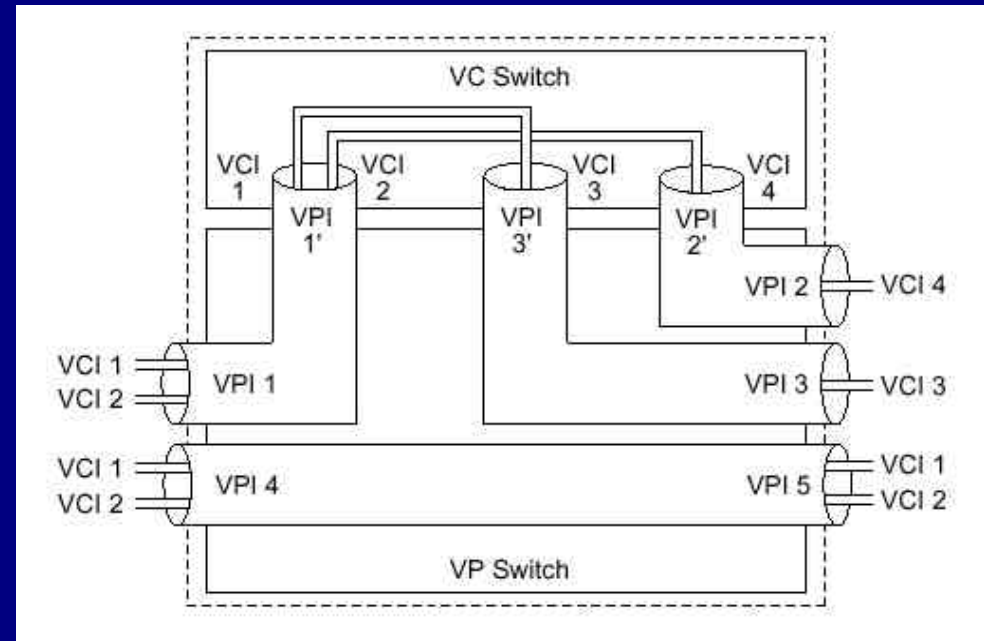 VC Switch
VCI
1
VCI
2
VCI
3
VCI
4
VPI
1'
VPI
3'
VPI
2'
VPI 2
VCI 4
VCI 1
VCI 2
VPI 1
VPI 3
VCI 3
VCI 1
VCI 2
VPI 4
VPI 5
VCI 1
VCI 2
VP Switch